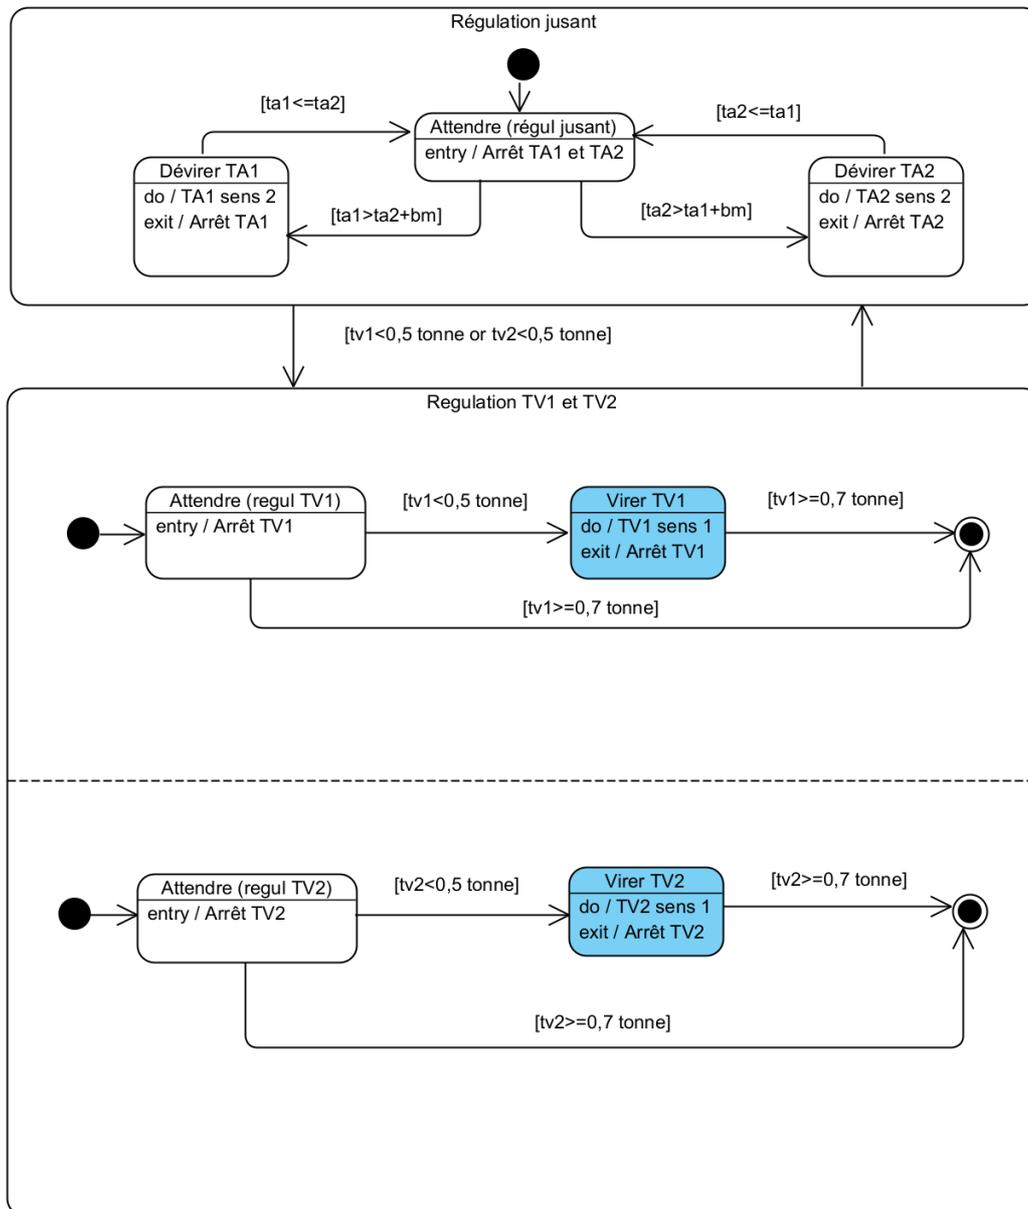 Régulation jusant
[ta1<=ta2]
[ta2<=ta1]
Attendre (régul jusant)
entry / Arrêt TA1 et TA2
Dévirer TA1
do / TA1 sens 2
exit / Arrêt TA1
Dévirer TA2
do / TA2 sens 2
exit / Arrêt TA2
[ta1>ta2+bm]
[ta2>ta1+bm]
[tv1<0,5 tonne or tv2<0,5 tonne]
Regulation TV1 et TV2
Attendre (regul TV1)
entry / Arrêt TV1
[tv1<0,5 tonne]
Virer TV1
do / TV1 sens 1
exit / Arrêt TV1
[tv1>=0,7 tonne]
[tv1>=0,7 tonne]
Attendre (regul TV2)
entry / Arrêt TV2
[tv2<0,5 tonne]
Virer TV2
do / TV2 sens 1
exit / Arrêt TV2
[tv2>=0,7 tonne]
[tv2>=0,7 tonne]